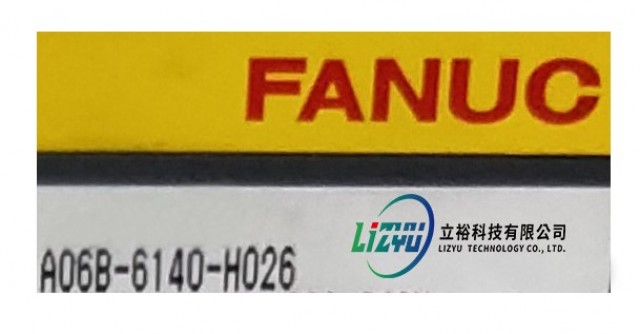 FANUC
LiZYU
立裕科技有限公司
LIZYU TECHNOLOGY CO., LTD.
A06B-6140-H026